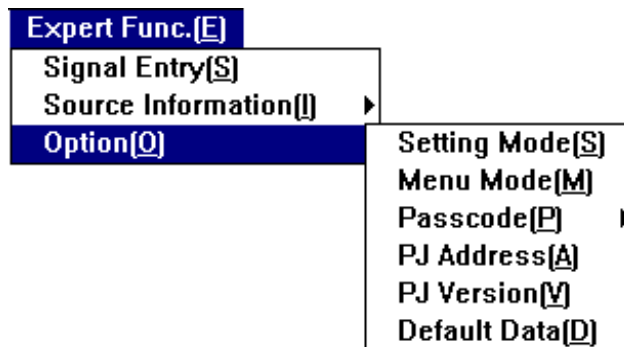 Expert Func.(E)
Signal Entry(S)
Source Information(I)
Option(O)
Setting Mode(S)
Menu Mode(M)
Passcode(P)
PJ Address(A)
PJ Version(V)
Default Data(D)